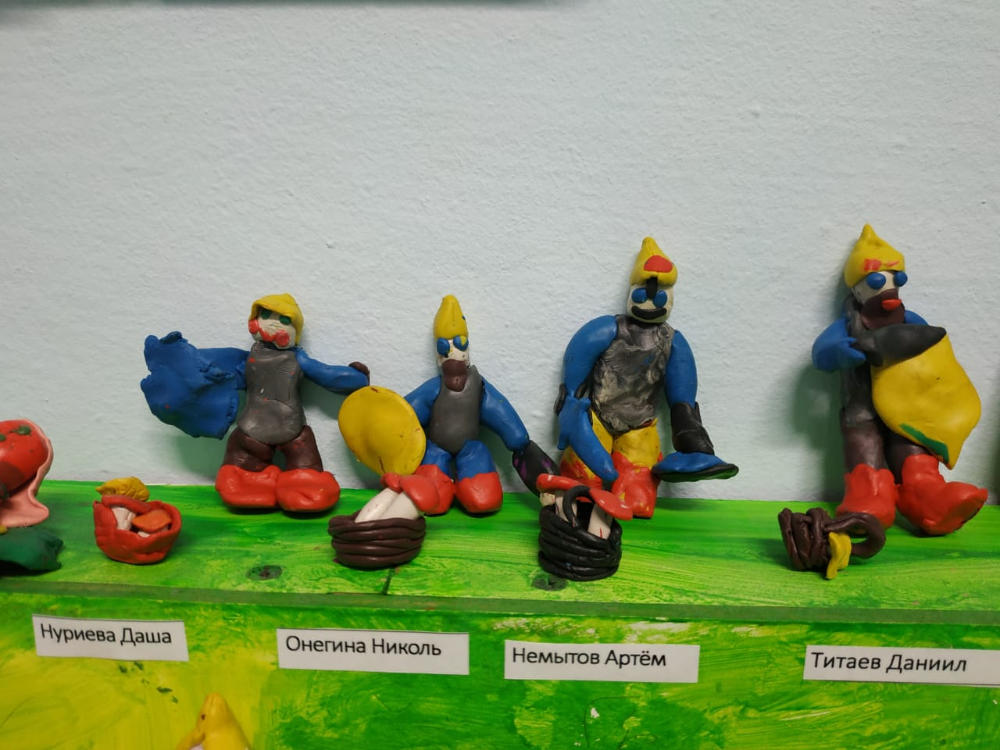 Нуриева Даша
Онегина Николь
Немытов Артём
Титаев Даниил